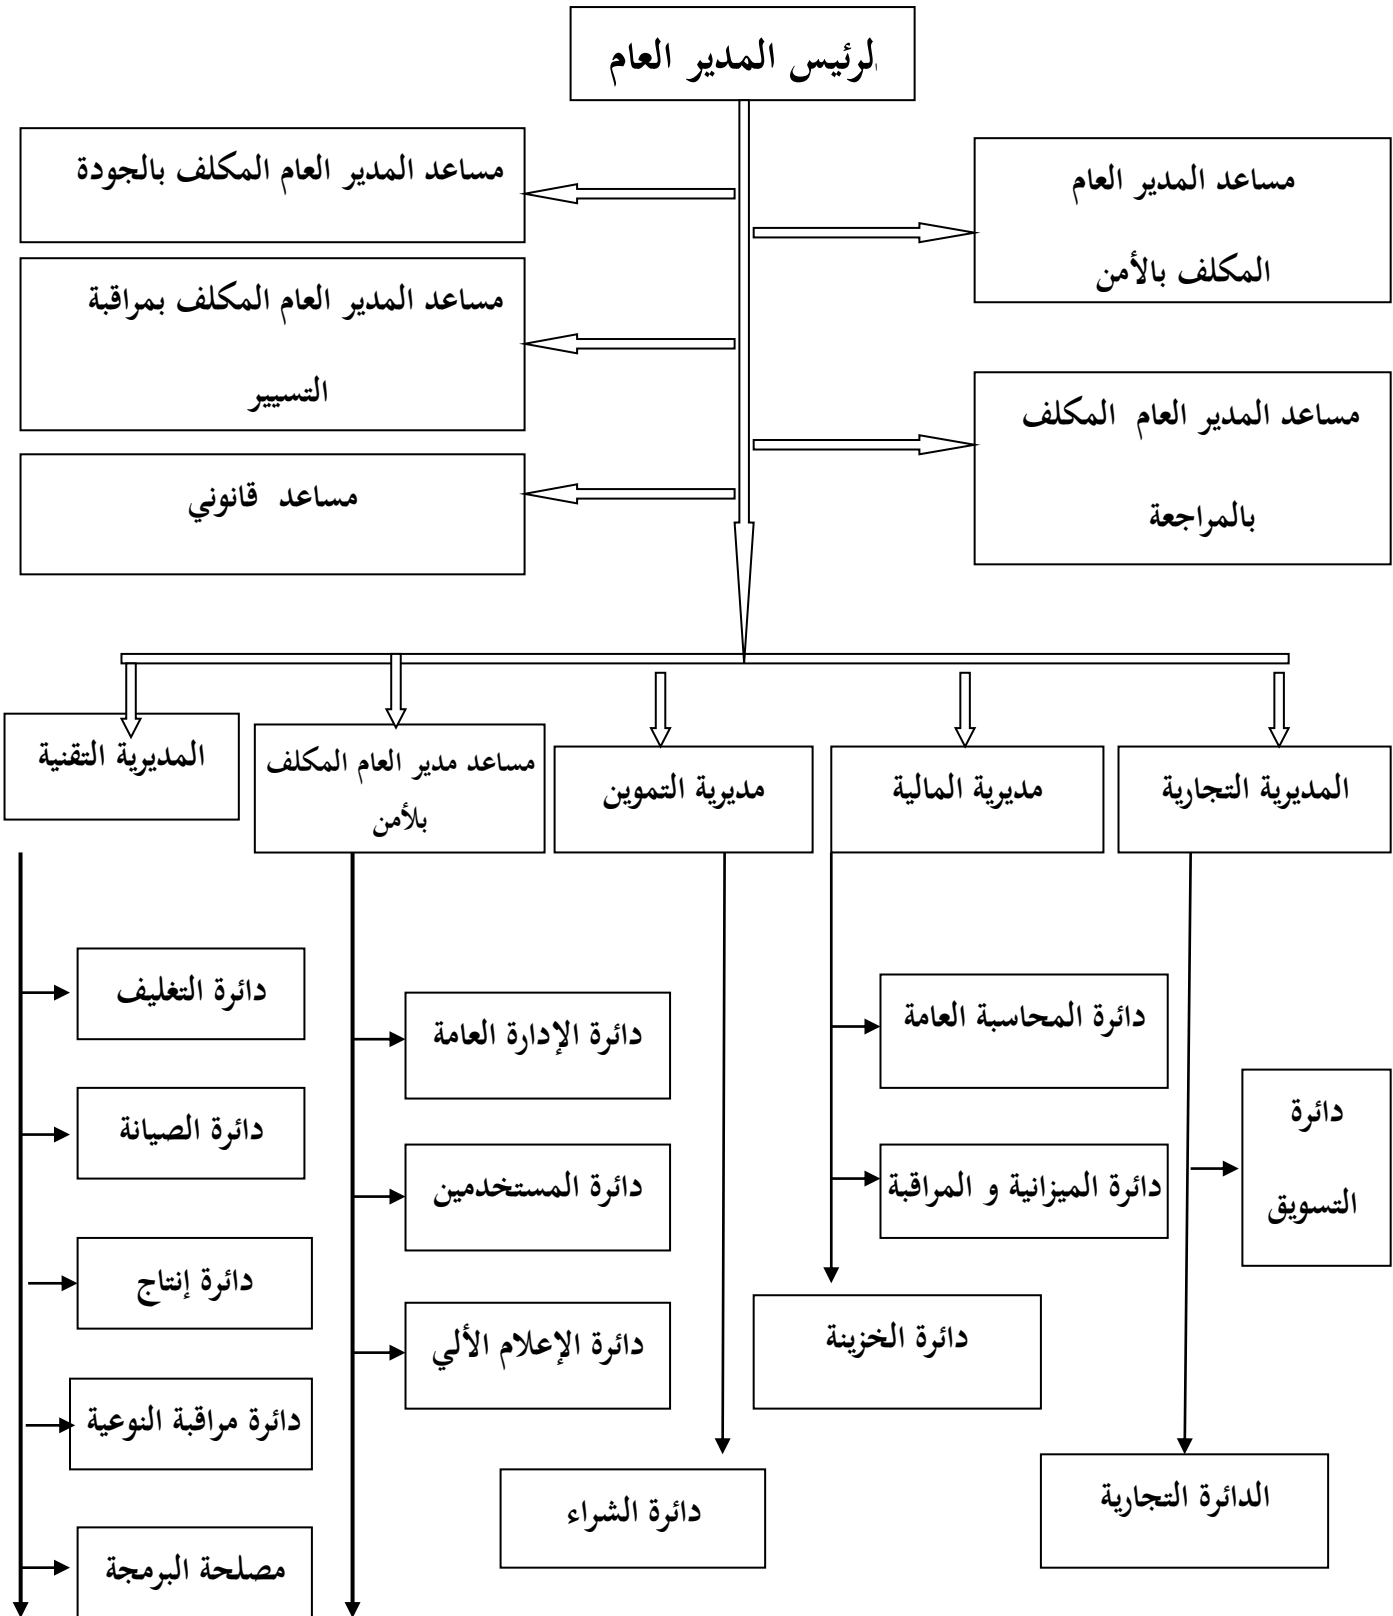 لرئيس المدير العام
مساعد المدير العام
المكلف بالأمن
مساعد المدير العام المكلف بالجودة
مساعد المدير العام المكلف بمراقبة
التسيير
مساعد المدير العام المكلف
بالمراجعة
مساعد قانوني
المديرية التجارية
مديرية المالية
مديرية التموين
مساعد مدير العام المكلف
بلأمن
المديرية التقنية
دائرة
التسويق
الدائرة التجارية
دائرة المحاسبة العامة
دائرة الميزانية و المراقبة
دائرة الخزينة
دائرة الشراء
دائرة الإدارة العامة
دائرة المستخدمين
دائرة الإعلام الألي
دائرة التغليف
دائرة الصيانة
دائرة إنتاج
دائرة مراقبة النوعية
مصلحة البرمجة